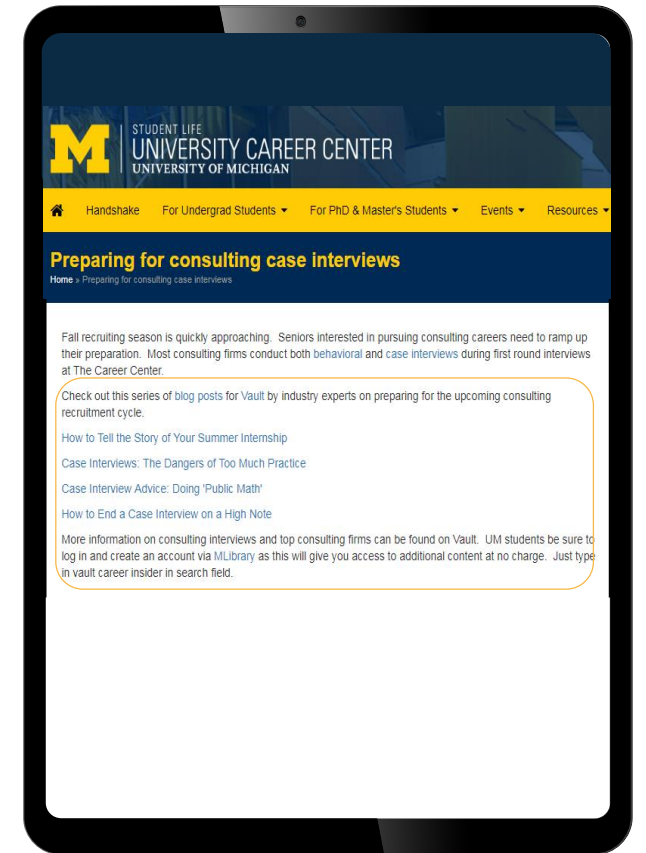 STUDENT LIFE
UNIVERSITY CAREER CENTER
UNIVERSITY OF MICHIGAN
Handshake For Undergrad Students For PhD & Master's Students Events Resources
Preparing for consulting case interviews
Home » Preparing for consulting case interviews
Fall recruiting season is quickly approaching. Seniors interested in pursuing consulting careers need to ramp up
their preparation. Most consulting firms conduct both behavioral and case interviews during first round interviews
at The Career Center.
Check out this series of blog posts for Vault by industry experts on preparing for the upcoming consulting
recruitment cycle.
How to Tell the Story of Your Summer Internship
Case Interviews: The Dangers of Too Much Practice
Case Interview Advice: Doing 'Public Math'
How to End a Case Interview on a High Note
More information on consulting interviews and top consulting firms can be found on Vault. UM students be sure to
log in and create an account via MLibrary as this will give you access to additional content at no charge. Just type
in vault career insider in search field.